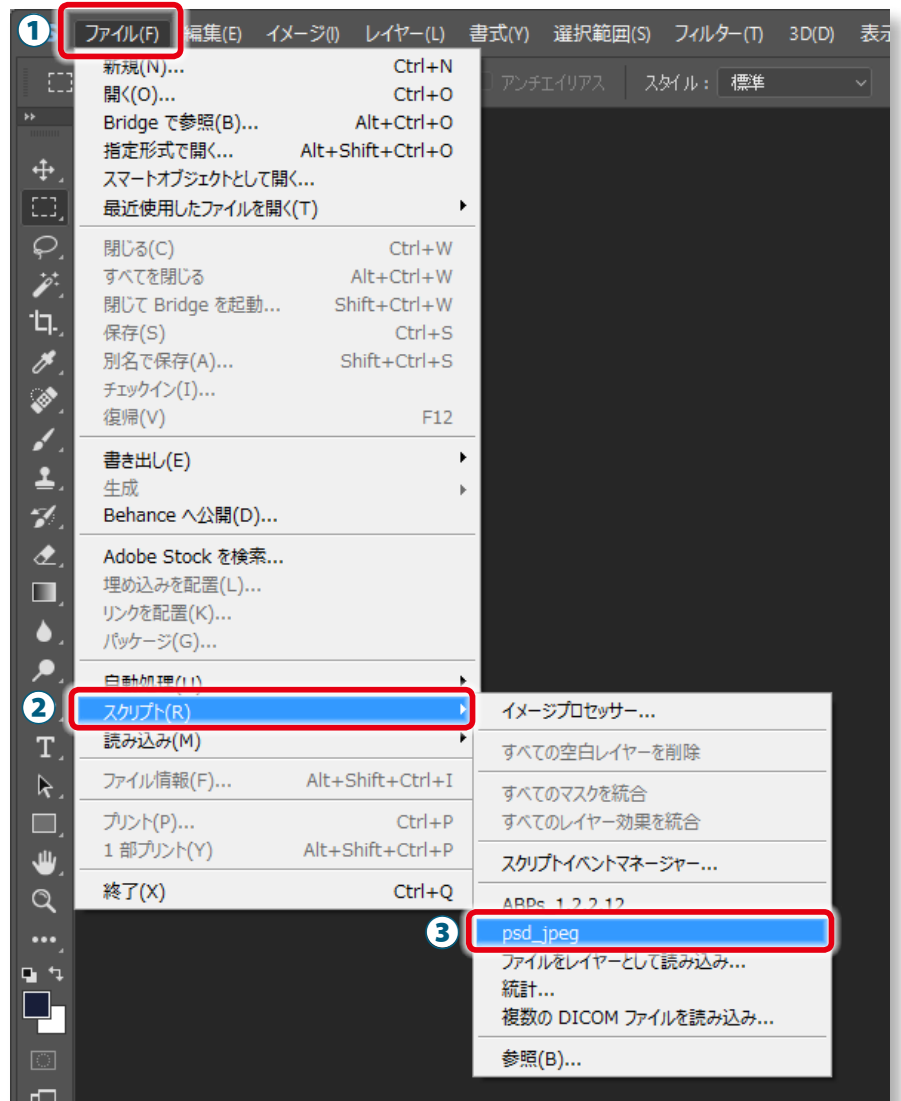 1 ファイル(F) 編集(E) イメージ(I) レイヤー(L) 書式(Y) 選択範囲(S) フィルター(T) 3D(D) 表示
アンチエイリアス スタイル： 標準
新規(N)... Ctrl+N
開く(O)... Ctrl+O
Bridge で参照(B)... Alt+Ctrl+O
指定形式で開く... Alt+Shift+Ctrl+O
スマートオブジェクトとして開く...
最近使用したファイルを開く(T)
閉じる(C) Ctrl+W
すべてを閉じる Alt+Ctrl+W
閉じて Bridge を起動... Shift+Ctrl+W
保存(S) Ctrl+S
別名で保存(A)... Shift+Ctrl+S
チェックイン(I)...
復帰(V) F12
書き出し(E)
生成
Behance へ公開(D)...
Adobe Stock を検索...
埋め込みを配置(L)...
リンクを配置(K)...
パッケージ(G)...
自動処理(U)
2 スクリプト(R)
読み込み(M)
ファイル情報(F)... Alt+Shift+Ctrl+I
プリント(P)... Ctrl+P
1 部プリント(Y) Alt+Shift+Ctrl+P
終了(X) Ctrl+Q
イメージプロセッサー...
すべての空白レイヤーを削除
すべてのマスクを統合
すべてのレイヤー効果を統合
スクリプトイベントマネージャー...
ABPs_1.2.2.12
3 psd_jpeg
ファイルをレイヤーとして読み込み...
統計...
複数の DICOM ファイルを読み込み...
参照(B)...